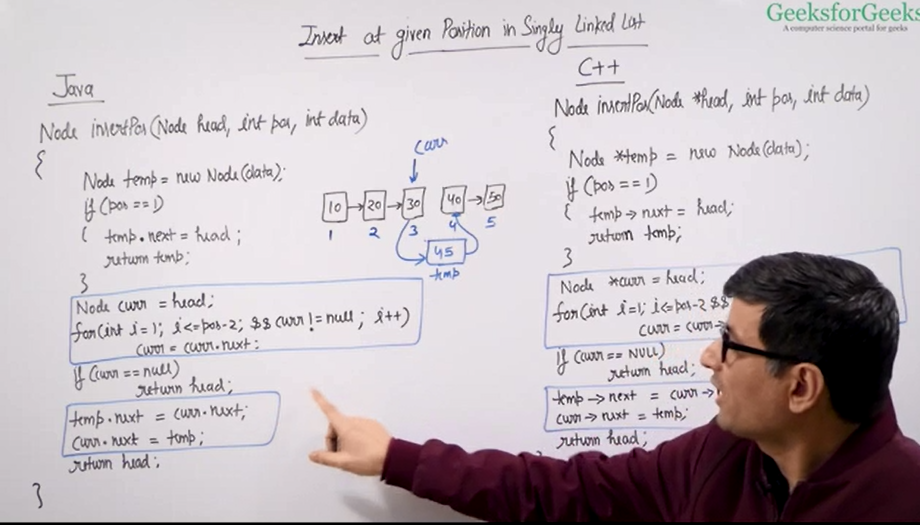 GeeksforGeeks
A computer science portal for geeks
Insert at given Position in Singly Linked List
Java
Node insertPos(Node head, int pos, int data)
{
Node temp = new Node(data);
if (pos == 1)
{ temp.next = head;
return temp;
}
Node curr = head;
for(int i=1; i<=pos-2; && curr!=null; i++)
curr = curr.next;
if (curr == null)
return head;
temp.next = curr.next;
curr.next = temp;
return head;
}
curr
10 20 30 40 50
1 2 3 4 5
45
temp
C++
Node insertPos(Node *head, int pos, int data)
{
Node *temp = new Node(data);
if (pos == 1)
{ temp→next = head;
return temp;
}
Node *curr = head;
for(int i=1; i<=pos-2 &&
curr = curr→
if (curr == NULL)
return head;
temp→next = curr→
curr→next = temp;
return head;